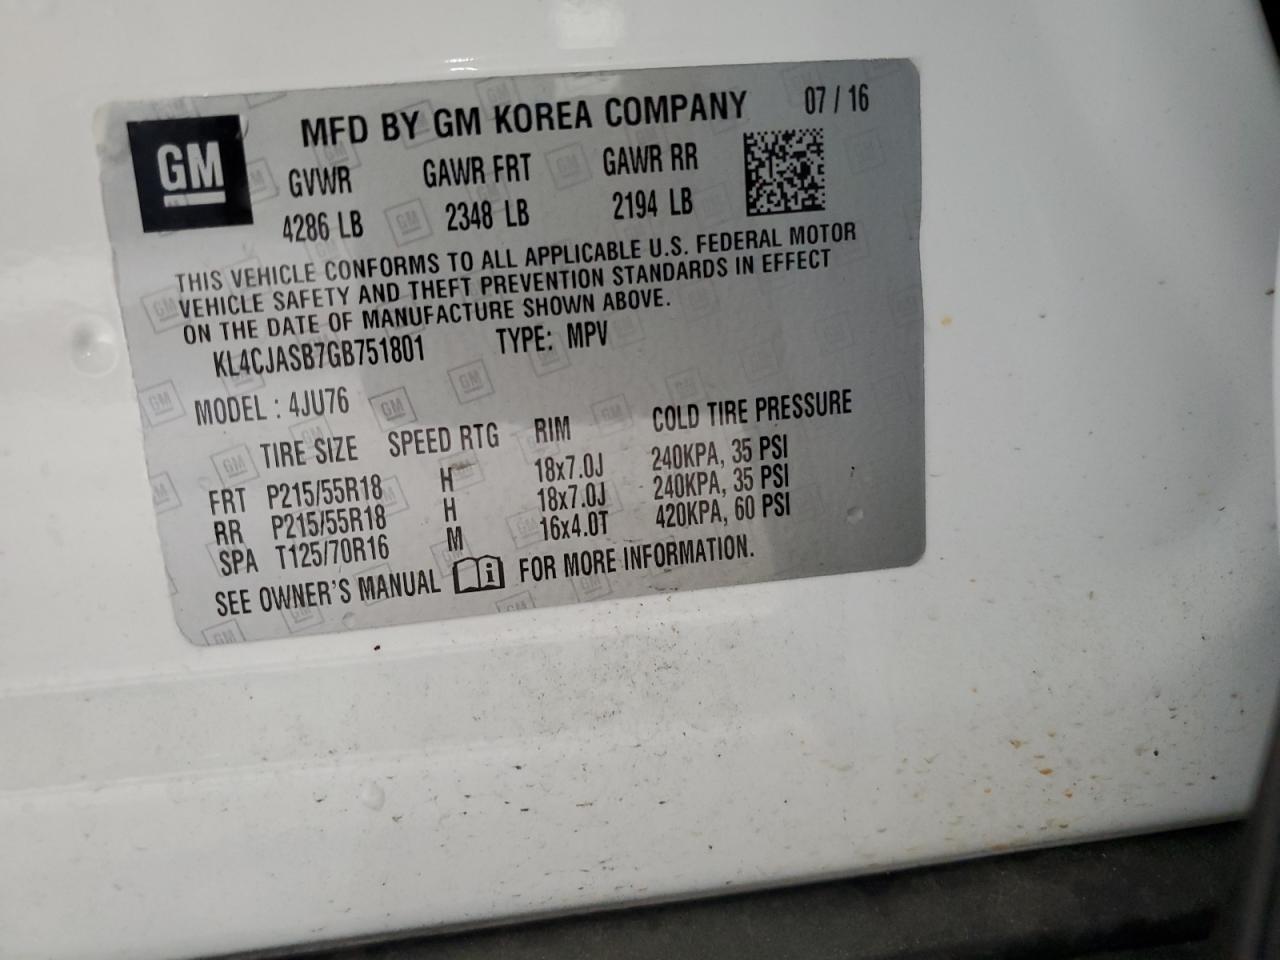 MFD BY GM KOREA COMPANY 07 / 16
GM
GVWR GAWR FRT GAWR RR
4286 LB 2348 LB 2194 LB
THIS VEHICLE CONFORMS TO ALL APPLICABLE U.S. FEDERAL MOTOR
VEHICLE SAFETY AND THEFT PREVENTION STANDARDS IN EFFECT
ON THE DATE OF MANUFACTURE SHOWN ABOVE.
KL4CJASB7GB751801 TYPE: MPV
MODEL : 4JU76
TIRE SIZE SPEED RTG RIM COLD TIRE PRESSURE
FRT P215/55R18 H 18x7.0J 240KPA, 35 PSI
RR P215/55R18 H 18x7.0J 240KPA, 35 PSI
SPA T125/70R16 M 16x4.0T 420KPA, 60 PSI
SEE OWNER'S MANUAL i FOR MORE INFORMATION.